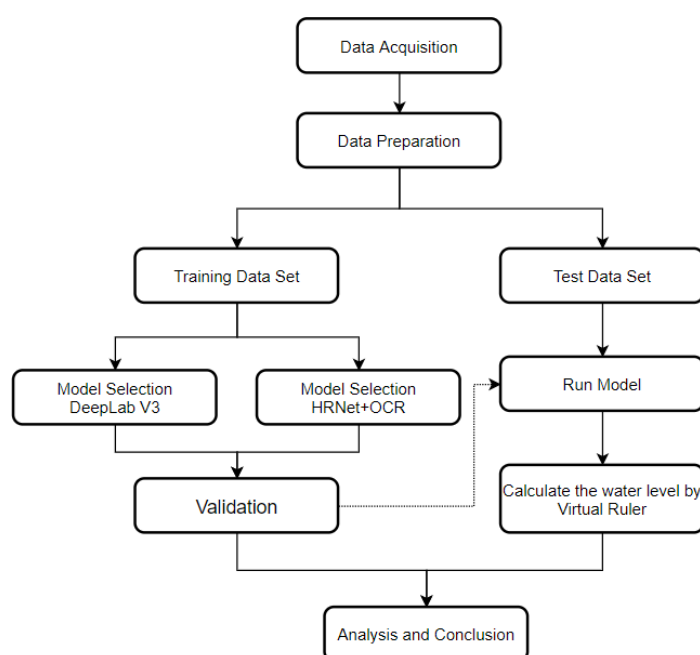 Data Acquisition
Data Preparation
Training Data Set
Test Data Set
Model Selection
DeepLab V3
Model Selection
HRNet+OCR
Run Model
Validation
Calculate the water level by
Virtual Ruler
Analysis and Conclusion